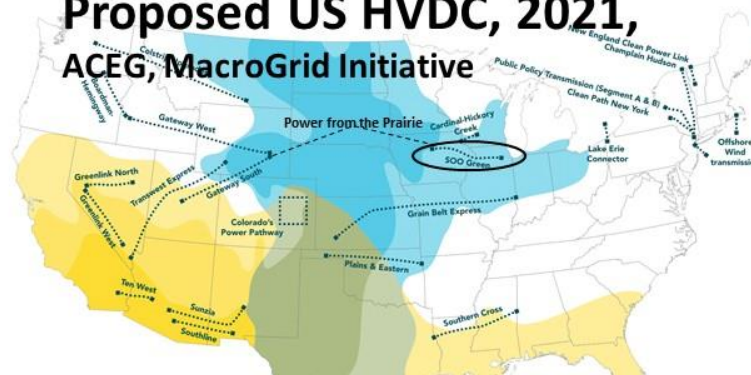 Proposed US HVDC, 2021,
ACEG, MacroGrid Initiative
New England Clean Power Link
Champlain Hudson
Public Policy Transmission (Segment A & B)
Clean Path New York
Boardman-
Hemingway
Gateway West
Power from the Prairie
Cardinal-Hickory
Creek
SOO Green
Lake Erie
Connector
Offshore
Wind
transmissi
Greenlink North
Transwest Express
Gateway South
Greenlink West
Colorado's
Power Pathway
Grain Belt Express
Plains & Eastern
Ten West
Sunzia
Southline
Southern Cross